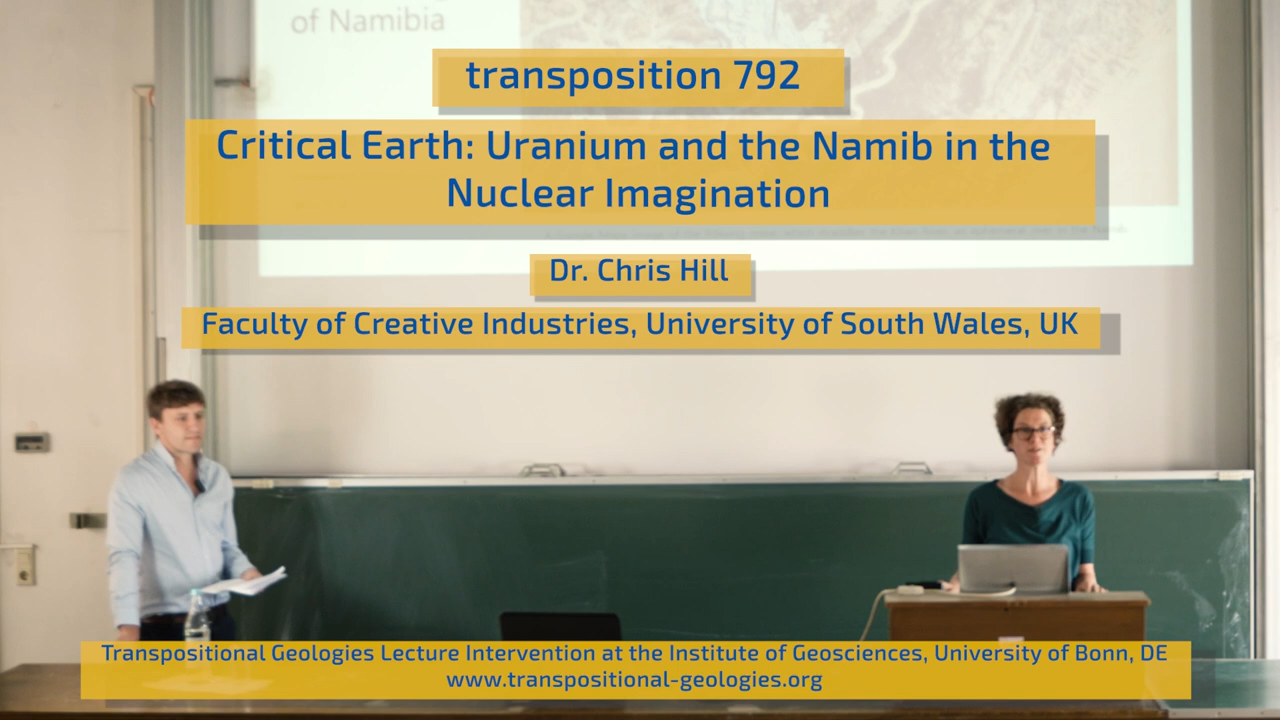 of Namibia
transposition 792
Critical Earth: Uranium and the Namib in the
Nuclear Imagination
Dr. Chris Hill
Faculty of Creative Industries, University of South Wales, UK
Transpositional Geologies Lecture Intervention at the Institute of Geosciences, University of Bonn, DE
www.transpositional-geologies.org